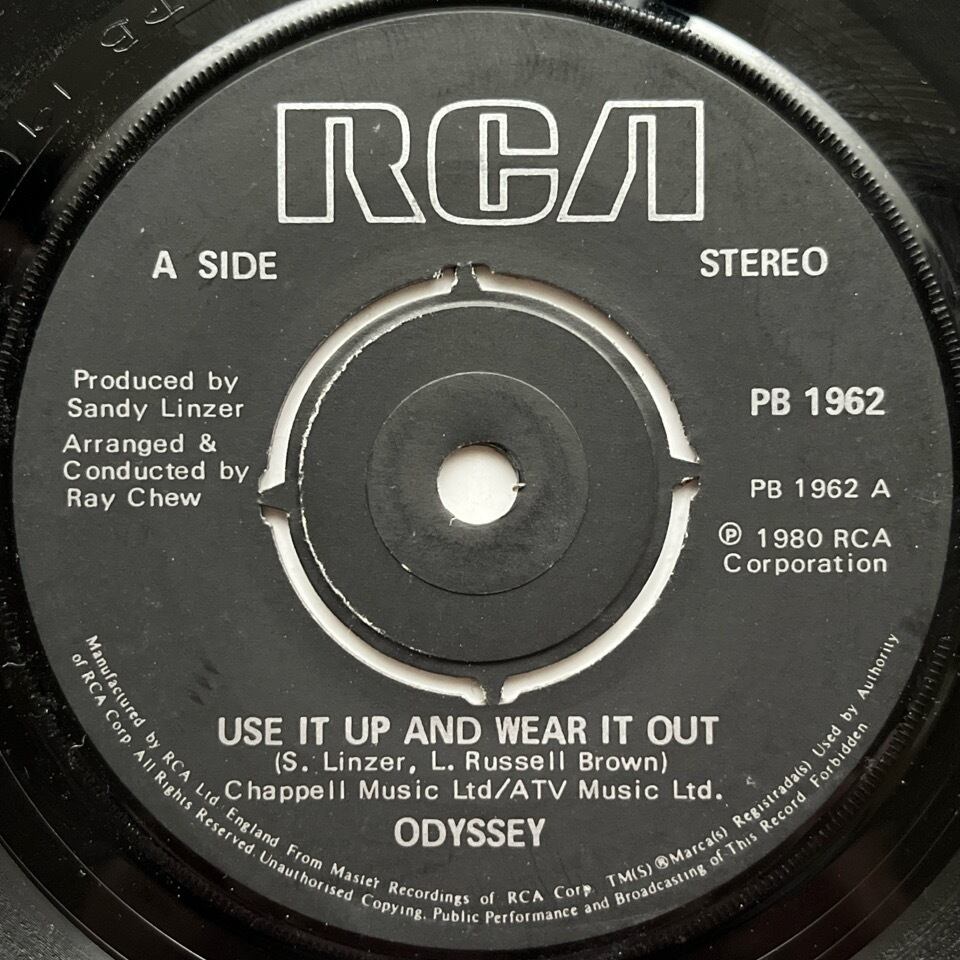 RCA
A SIDE
STEREO
Produced by
Sandy Linzer
Arranged &
Conducted by
Ray Chew
PB 1962
PB 1962 A
℗ 1980 RCA
Corporation
USE IT UP AND WEAR IT OUT
(S. Linzer, L. Russell Brown)
Chappell Music Ltd/ATV Music Ltd.
ODYSSEY
Manufactured by RCA Ltd England From Master Recordings of RCA Corp. TM(S) ® Marca(s) Registrada(s) Used by Authority
of RCA Corp All Rights Reserved. Unauthorised Copying, Public Performance and Broadcasting of This Record Forbidden